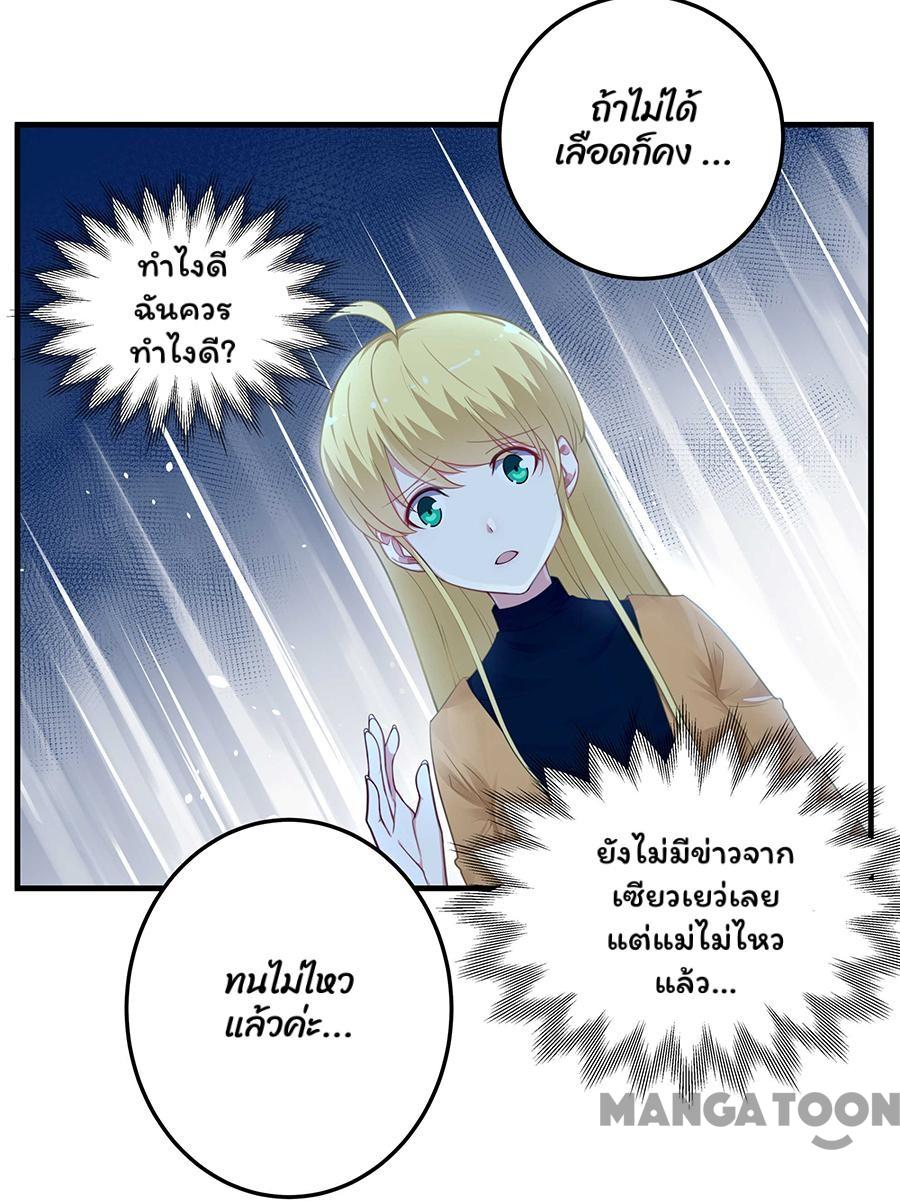 ถ้าไม่ได้
เลือดก็คง ...
ทำไงดี
ฉันควร
ทำไงดี?
ยังไม่มีข่าวจาก
เซียวเยว่เลย
แต่แม่ไม่ไหว
แล้ว...
ทนไม่ไหว
แล้วค่ะ...
MANGATOON